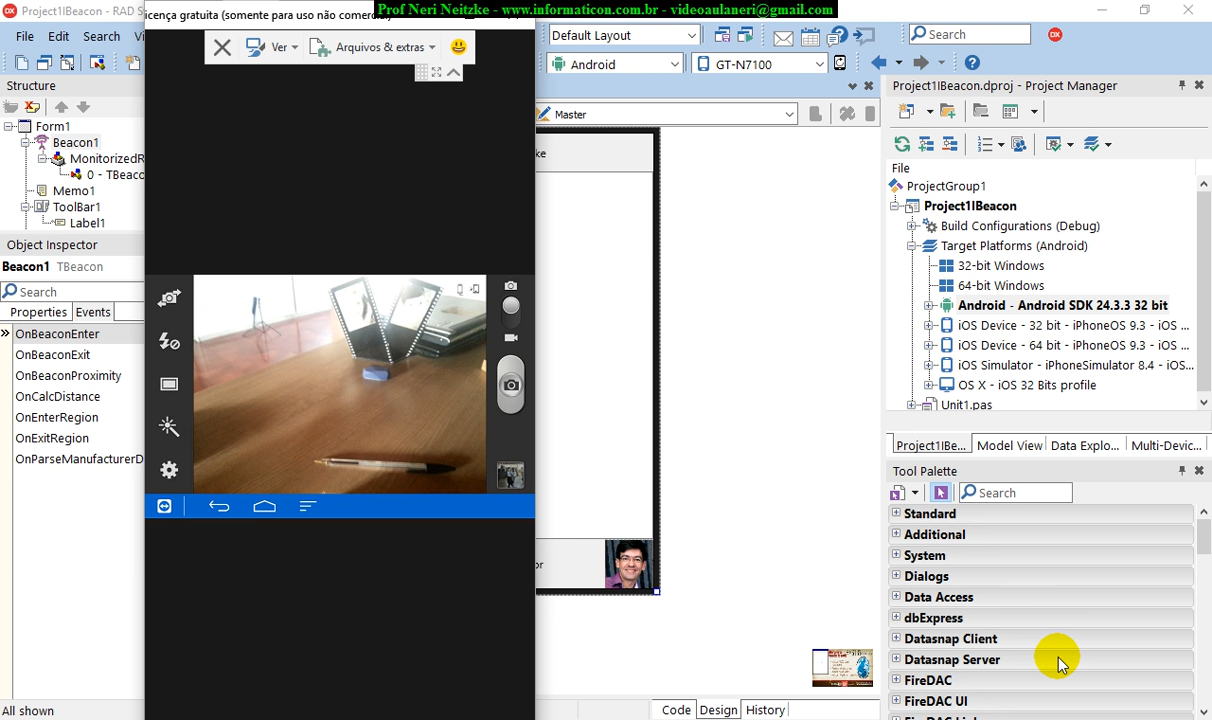 Prof Neri Neitzke - www.informaticon.com.br - videoaulaneri@gmail.com
Project1IBeacon - RAD S
icença gratuita (somente para uso não comercial)
File Edit Search Vi
Default Layout
Search
Ver
Arquivos & extras
Android
GT-N7100
Structure
Form1
Beacon1
MonitorizedR
0 - TBeaco
Memo1
ToolBar1
Label1
Master
ke
or
Object Inspector
Beacon1 TBeacon
Search
Properties Events
OnBeaconEnter
OnBeaconExit
OnBeaconProximity
OnCalcDistance
OnEnterRegion
OnExitRegion
OnParseManufacturerD
All shown
Code Design History
Project1IBeacon.dproj - Project Manager
File
ProjectGroup1
Project1IBeacon
Build Configurations (Debug)
Target Platforms (Android)
32-bit Windows
64-bit Windows
Android - Android SDK 24.3.3 32 bit
iOS Device - 32 bit - iPhoneOS 9.3 - iOS ...
iOS Device - 64 bit - iPhoneOS 9.3 - iOS ...
iOS Simulator - iPhoneSimulator 8.4 - iOS...
OS X - iOS 32 Bits profile
Unit1.pas
Project1IBe... Model View Data Explo... Multi-Devic...
Tool Palette
Search
Standard
Additional
System
Dialogs
Data Access
dbExpress
Datasnap Client
Datasnap Server
FireDAC
FireDAC UI